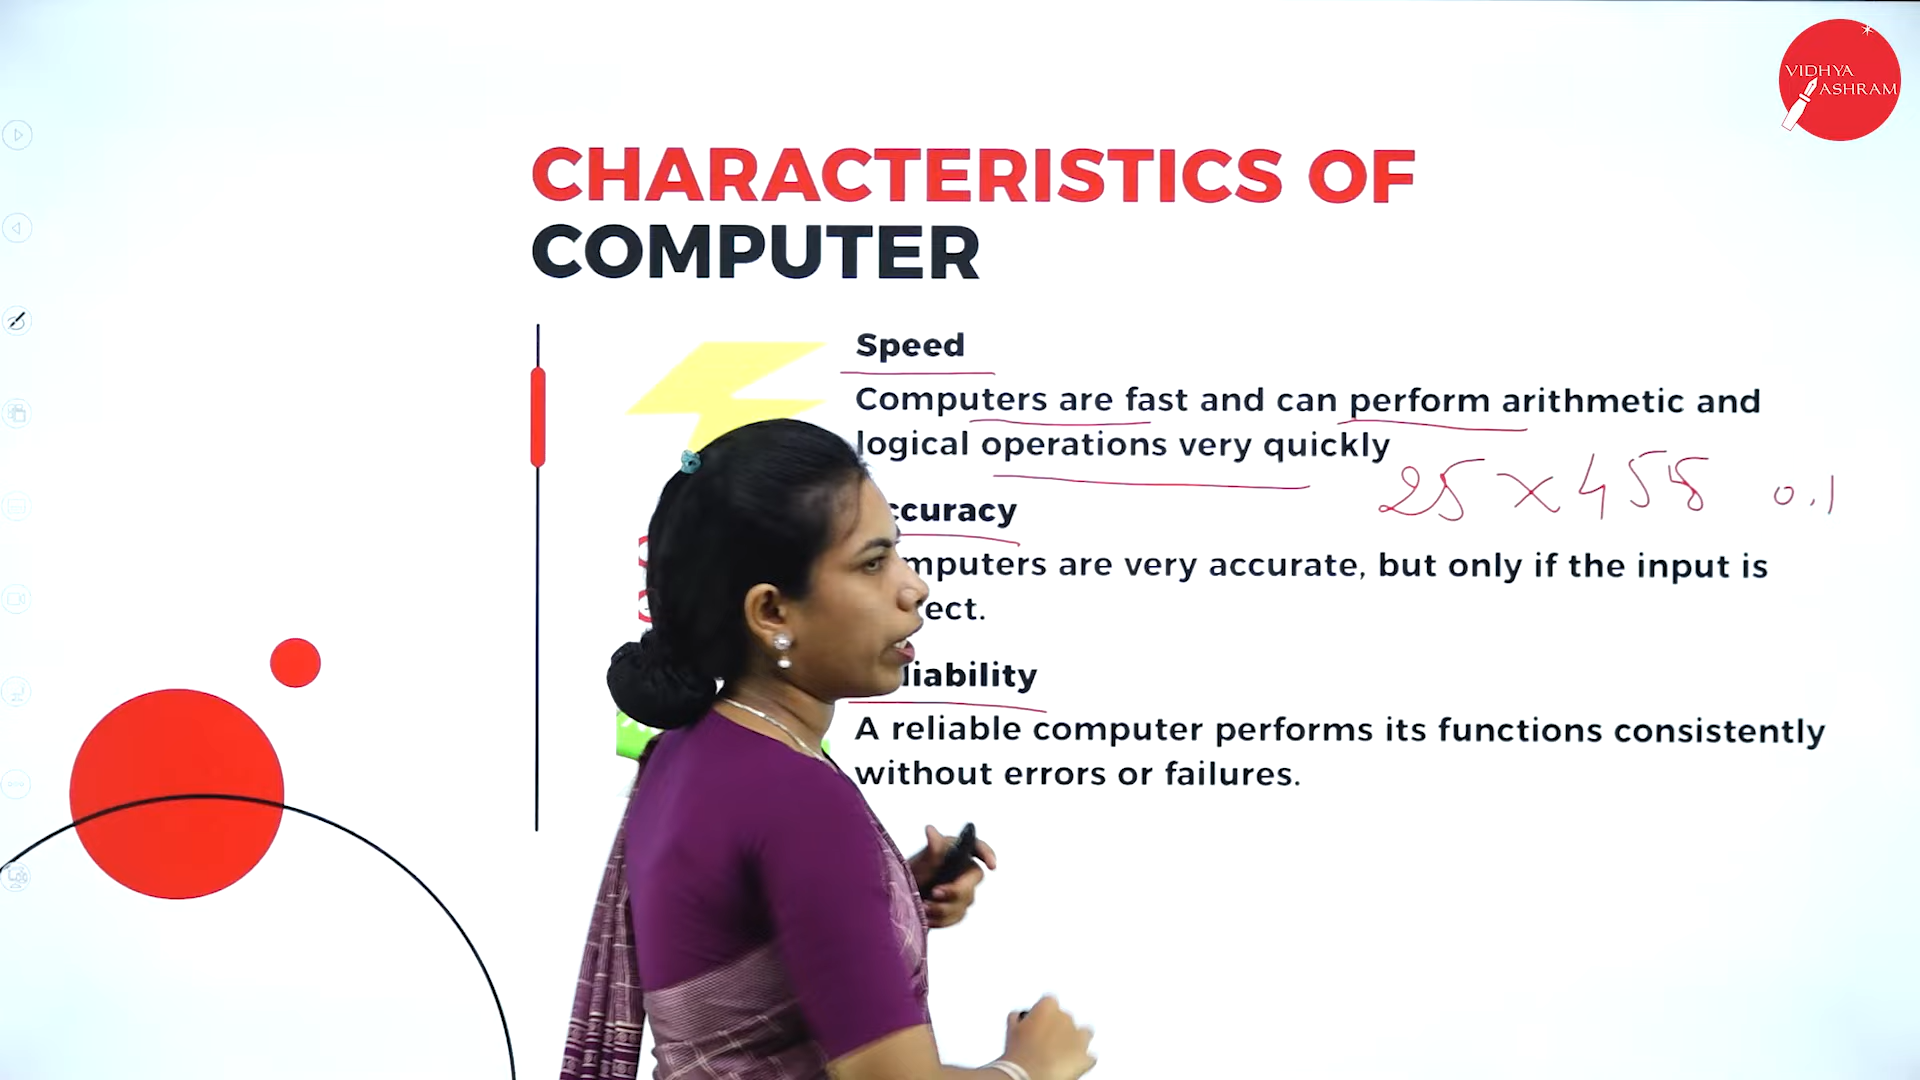 VIDHYA
ASHRAM
CHARACTERISTICS OF
COMPUTER
Speed
Computers are fast and can perform arithmetic and
logical operations very quickly
25 x 458 0.1
ccuracy
mputers are very accurate, but only if the input is
ect.
liability
A reliable computer performs its functions consistently
without errors or failures.